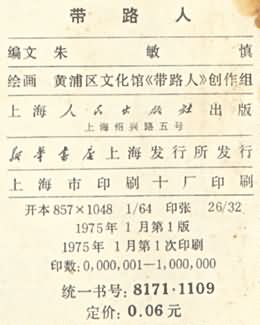 带路人
编文 朱敏慎
绘画 黄浦区文化馆《带路人》创作组
上海人民出版社出版
上海绍兴路五号
新华书店上海发行所发行
上海市印刷十厂印刷
开本857×1048 1/64 印张 26/32
1975年1月第1版
1975年 1月第1次印刷
印数:0,000,001—1,000,000
统一书号: 8171·1109
定价: 0.06 元